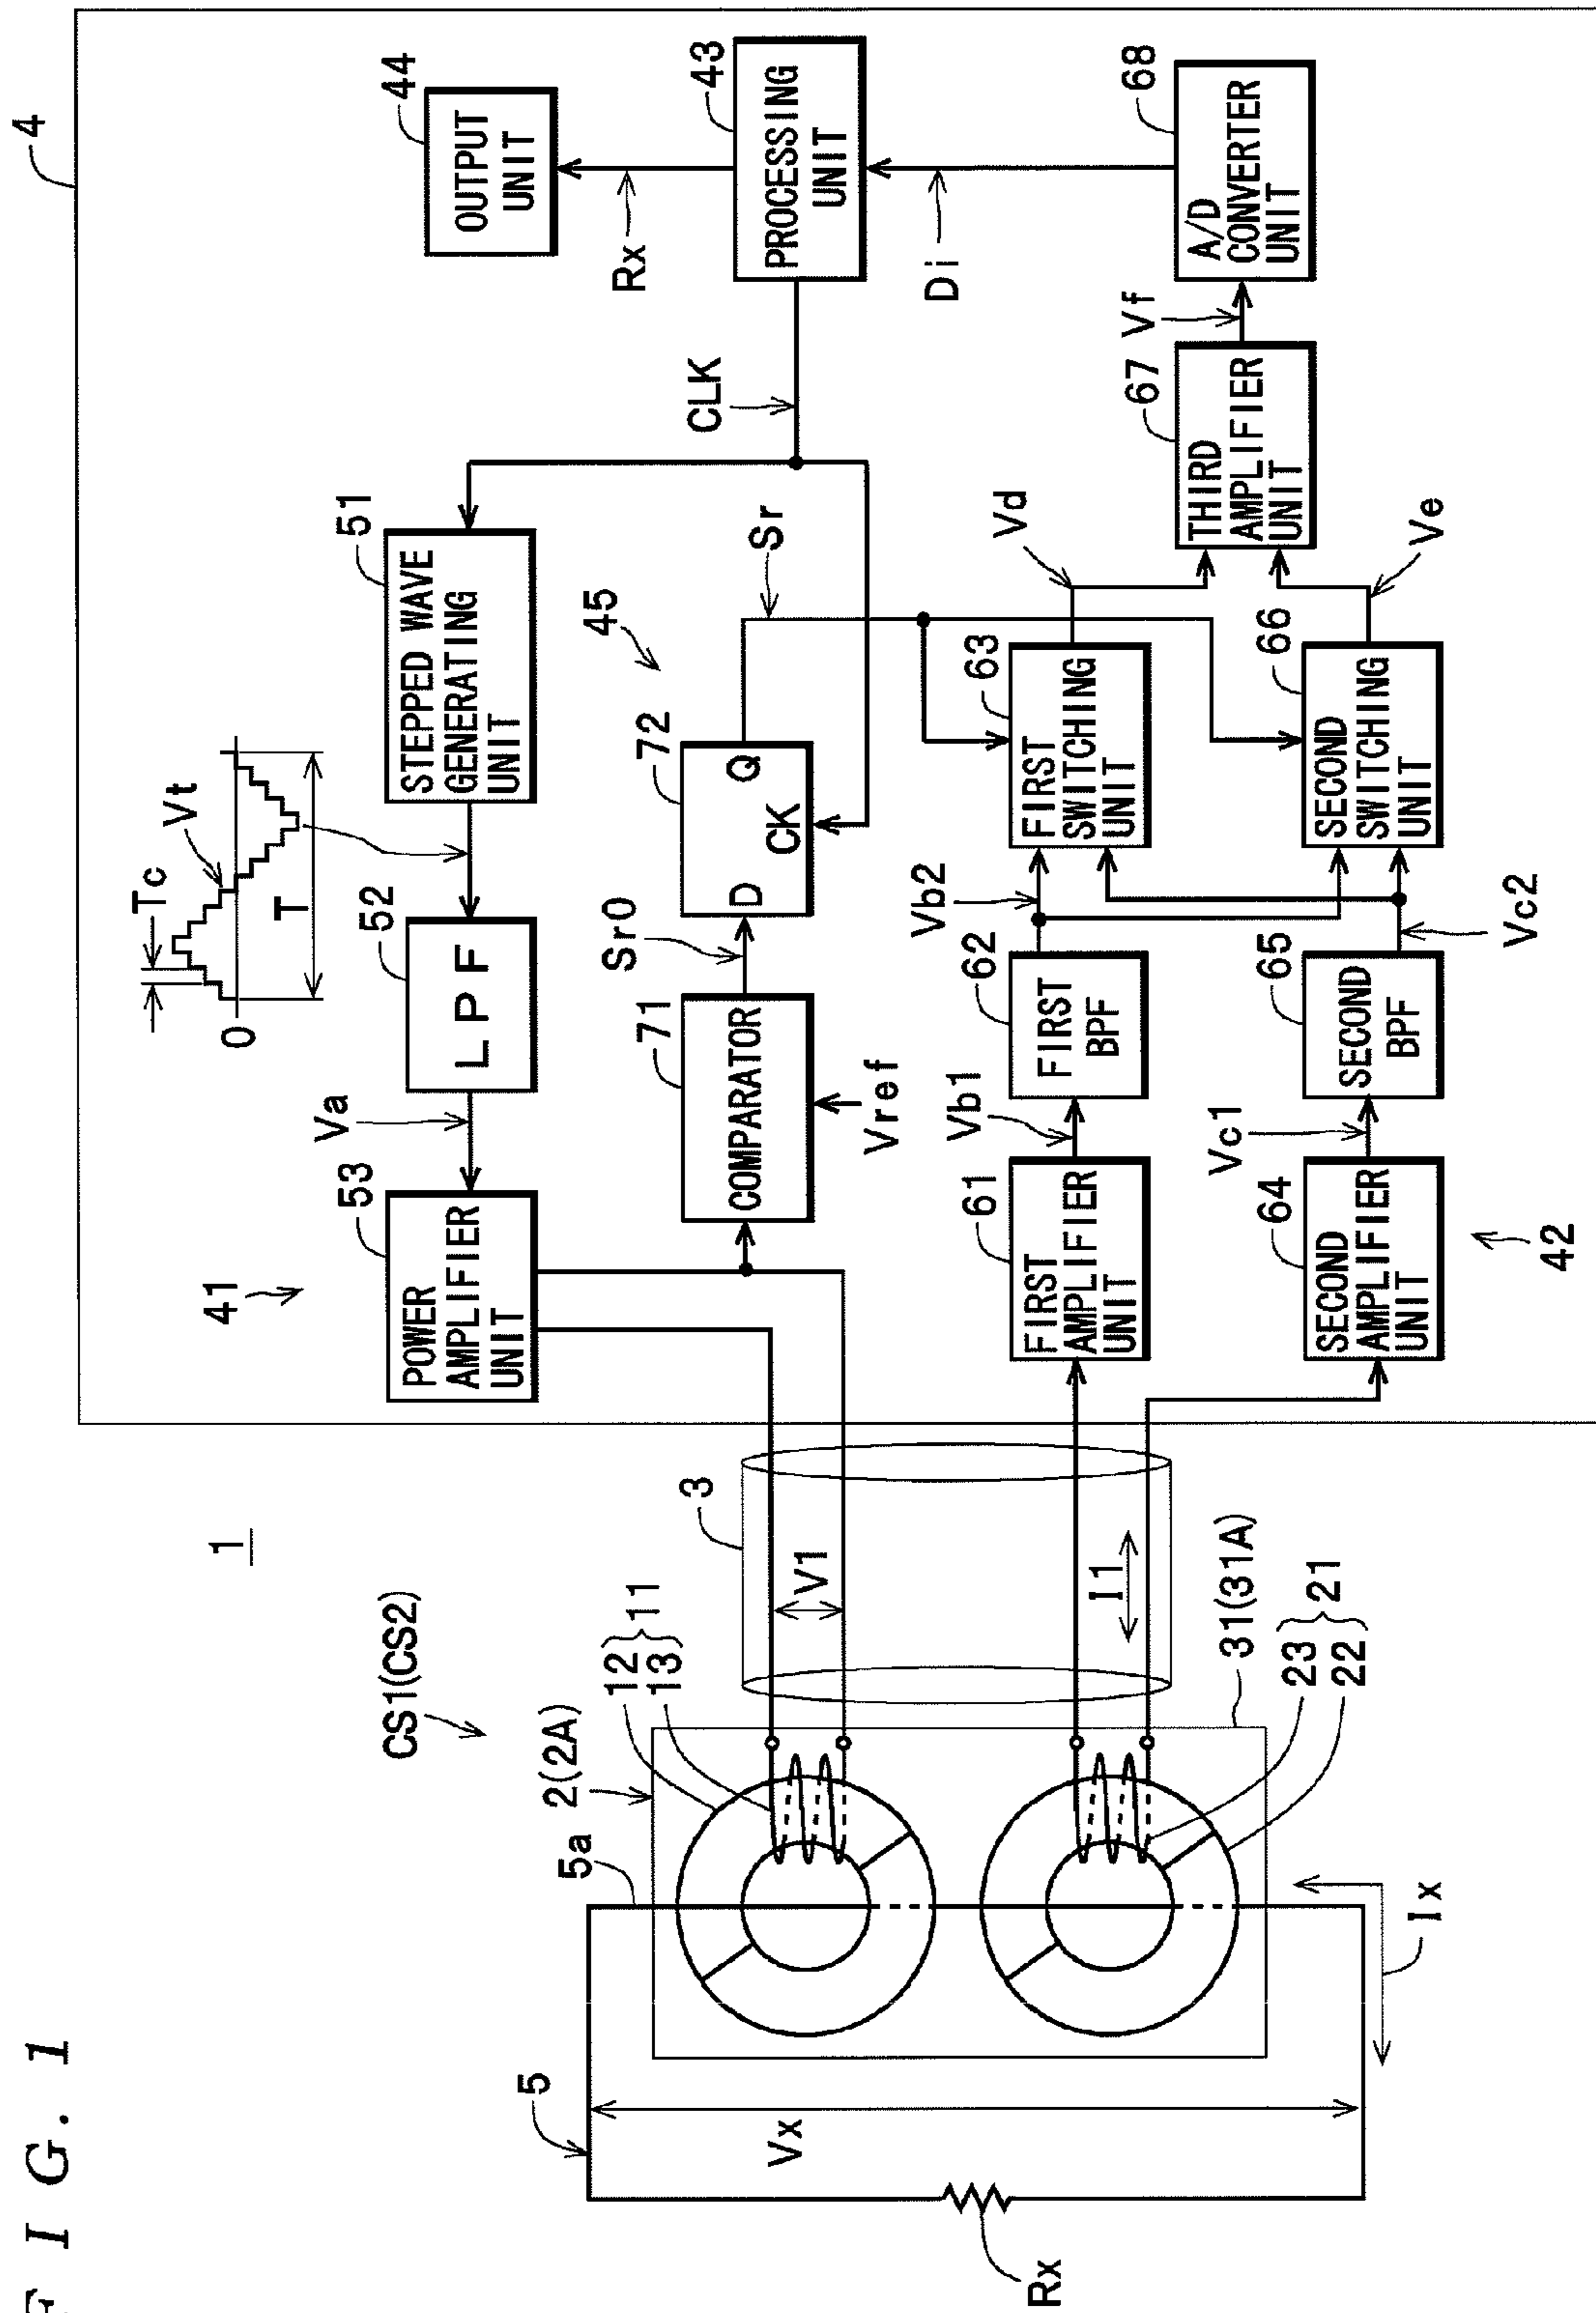 FIG. 1
1
4
41
53
POWER
AMPLIFIER
UNIT
Va
52
LPF
Tc
Vt
0
T
51
STEPPED WAVE
GENERATING
UNIT
44
OUTPUT
UNIT
Rx
43
PROCESSING
UNIT
CLK
CS1(CS2)
2(2A)
12
13
11
5a
5
V1
3
71
COMPARATOR
Vref
Sr0
72
D
Q
CK
45
Sr
Di
Vx
Rx
I1
61
FIRST
AMPLIFIER
UNIT
Vb1
62
FIRST
BPF
Vb2
63
FIRST
SWITCHING
UNIT
Vd
67
THIRD
AMPLIFIER
UNIT
Vf
68
A/D
CONVERTER
UNIT
31(31A)
23
22
21
Ix
64
SECOND
AMPLIFIER
UNIT
42
Vc1
65
SECOND
BPF
Vc2
66
SECOND
SWITCHING
UNIT
Ve